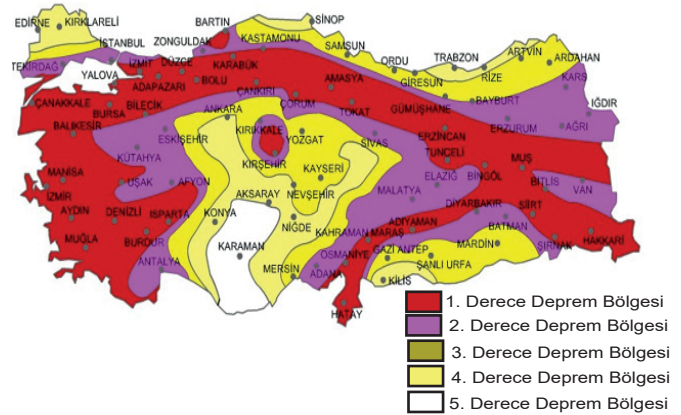 SİNOP
EDİRNE KIRKLARELİ
BARTIN
ZONGULDAK
KASTAMONU
İSTANBUL
SAMSUN
ORDU
TRABZON
ARTVİN
ARDAHAN
TEKİRDAĞ
YALOVA
İZMİT
DÜZCE
KARABÜK
GİRESUN
RİZE
KARS
ADAPAZARI
BOLU
AMASYA
ÇANAKKALE
BURSA
BİLECİK
ÇANKIRI
ÇORUM
TOKAT
GÜMÜŞHANE
BAYBURT
IĞDIR
ANKARA
BALIKESİR
ESKİŞEHİR
KIRIKKALE
YOZGAT
SİVAS
ERZİNCAN
ERZURUM
AĞRI
KÜTAHYA
KIRŞEHİR
TUNCELİ
MANİSA
UŞAK
AFYON
KAYSERİ
ELAZIĞ
BİNGÖL
MUŞ
BİTLİS
VAN
İZMİR
AKSARAY
NEVŞEHİR
MALATYA
AYDIN
DENİZLİ
ISPARTA
KONYA
NİĞDE
DİYARBAKIR
SİİRT
ADIYAMAN
BATMAN
MUĞLA
BURDUR
KARAMAN
KAHRAMAN MARAŞ
ŞIRNAK
HAKKARİ
ANTALYA
MERSİN
ADANA
OSMANİYE
GAZİ ANTEP
MARDİN
ŞANLI URFA
KİLİS
HATAY
1. Derece Deprem Bölgesi
2. Derece Deprem Bölgesi
3. Derece Deprem Bölgesi
4. Derece Deprem Bölgesi
5. Derece Deprem Bölgesi